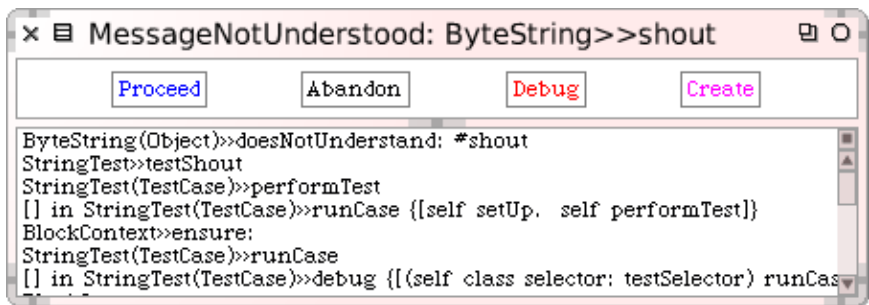 MessageNotUnderstood: ByteString>>shout
Proceed Abandon Debug Create
ByteString(Object)>>doesNotUnderstand: #shout
StringTest>>testShout
StringTest(TestCase)>>performTest
[] in StringTest(TestCase)>>runCase {[self setUp.  self performTest]}
BlockContext>>ensure:
StringTest(TestCase)>>runCase
[] in StringTest(TestCase)>>debug {[(self class selector: testSelector) runCas